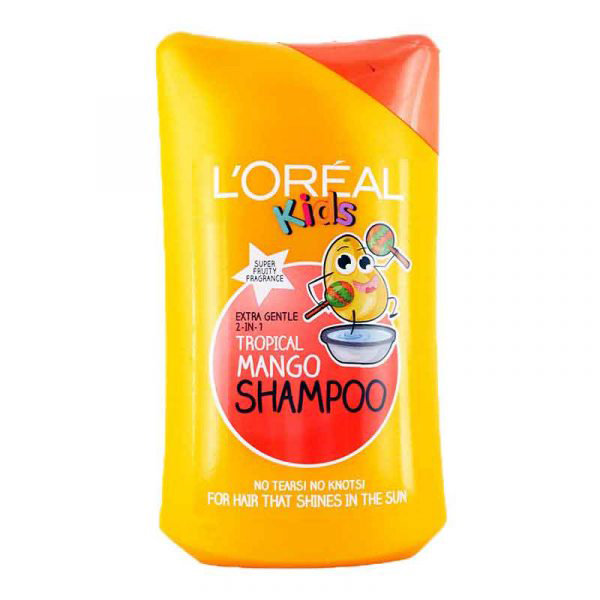 L'ORÉAL
Kids
SUPER
FRUITY
FRAGRANCE
EXTRA GENTLE
2-IN-1
TROPICAL
MANGO
SHAMPOO
NO TEARS! NO KNOTS!
FOR HAIR THAT SHINES IN THE SUN